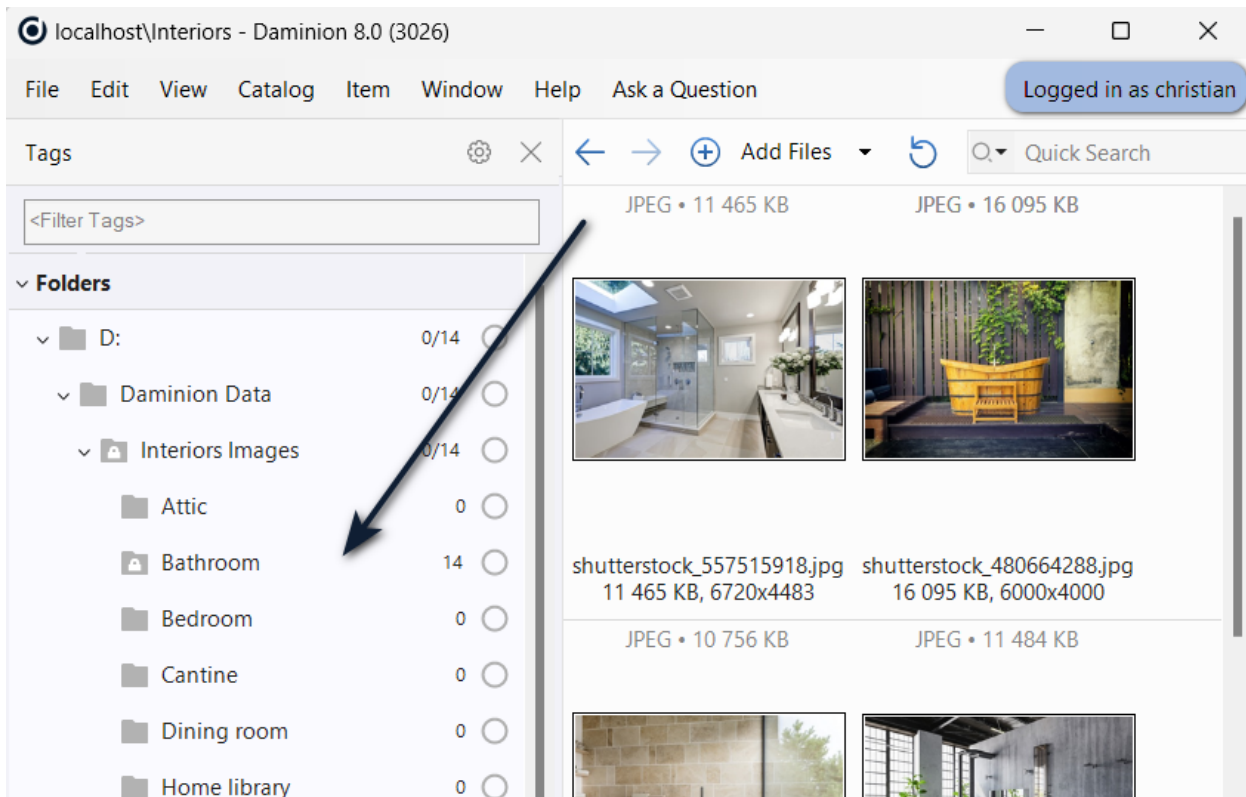 localhost\Interiors - Daminion 8.0 (3026)
File Edit View Catalog Item Window Help Ask a Question Logged in as christian
Tags
Add Files Quick Search
<Filter Tags>
JPEG • 11 465 KB JPEG • 16 095 KB
Folders
D: 0/14
Daminion Data 0/14
Interiors Images 0/14
Attic 0
Bathroom 14
Bedroom 0
Cantine 0
Dining room 0
Home library 0
shutterstock_557515918.jpg shutterstock_480664288.jpg
11 465 KB, 6720x4483 16 095 KB, 6000x4000
JPEG • 10 756 KB JPEG • 11 484 KB